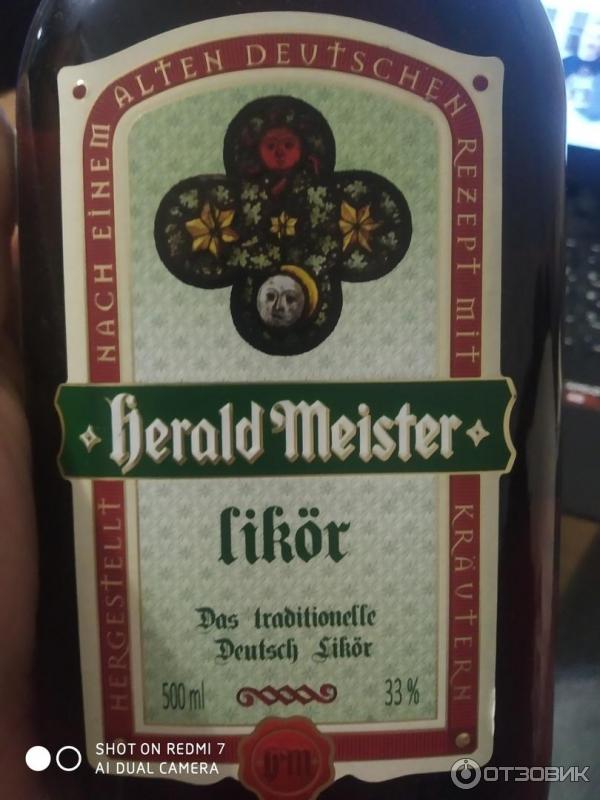 HERGESTELLT NACH EINEM ALTEN DEUTSCHEN REZEPT MIT KRÄUTERN
Herald Meister
likör
Das traditionelle
Deutsch Likör
500 ml 33 %
HM
SHOT ON REDMI 7
AI DUAL CAMERA
ОТЗОВИК